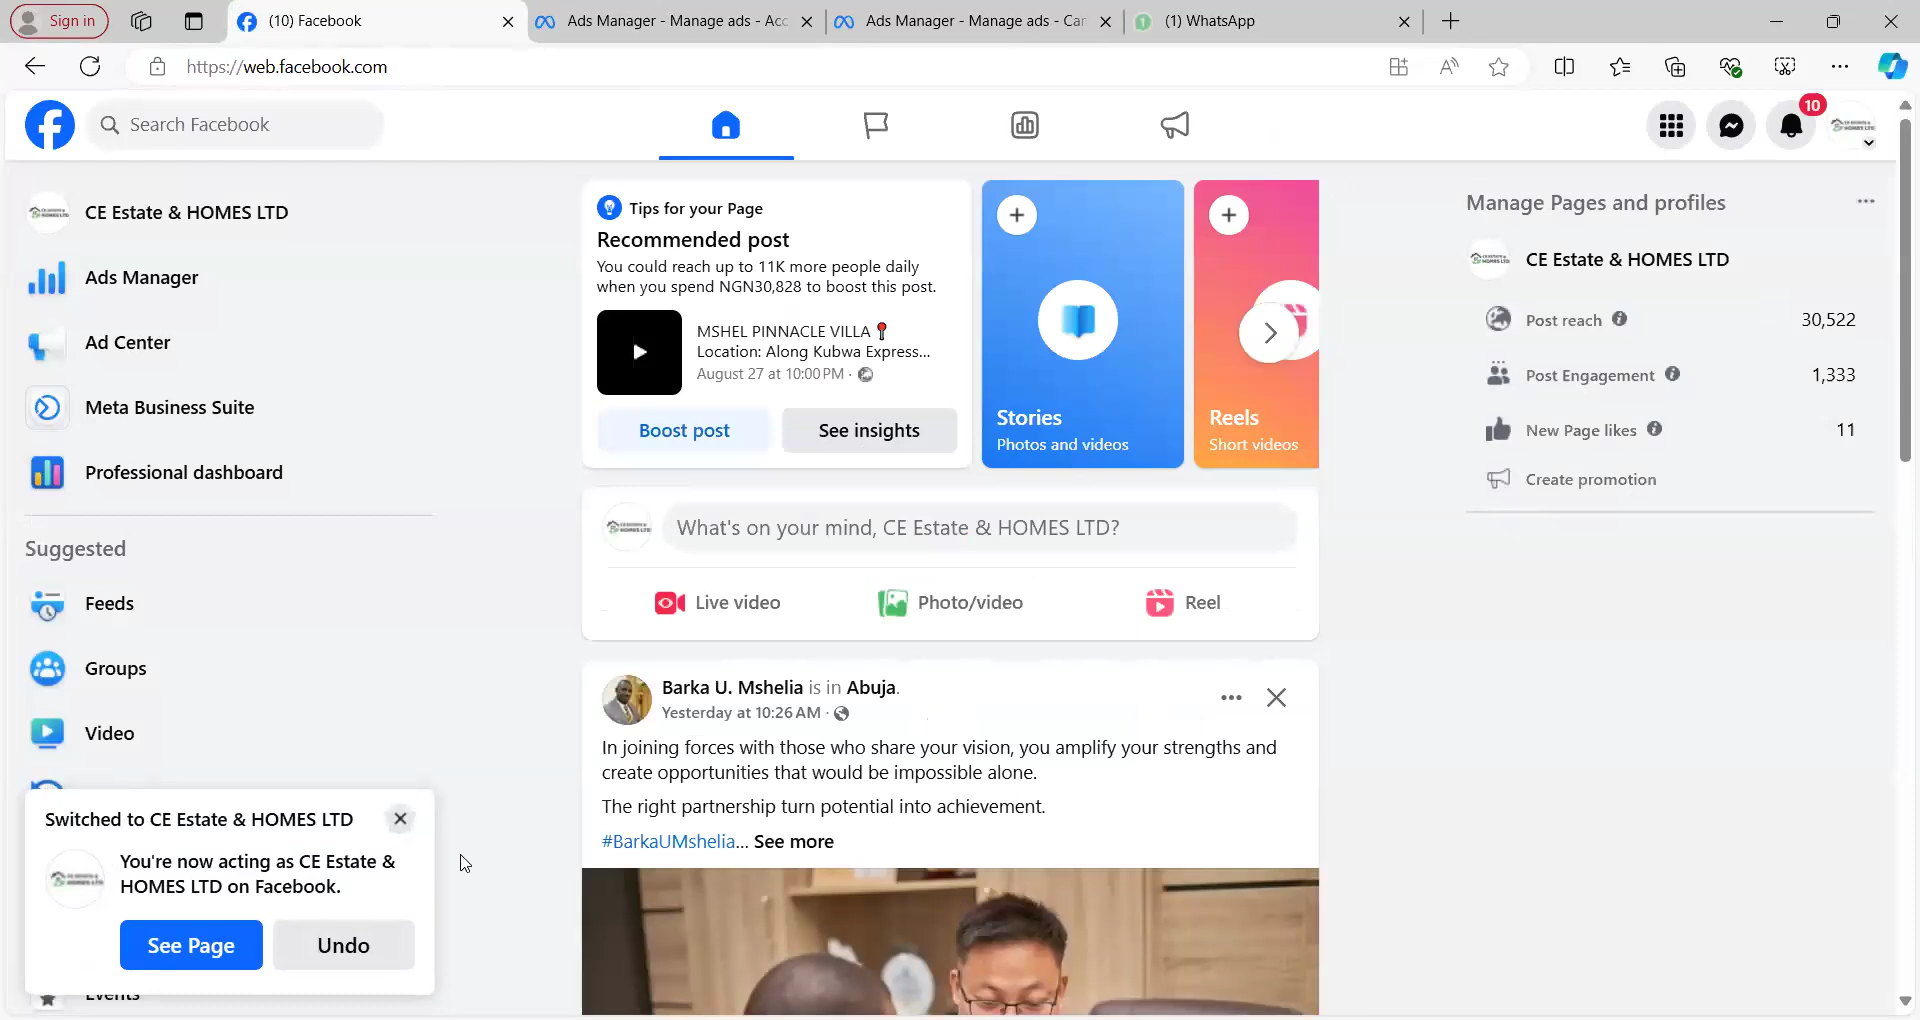 Sign in
(10) Facebook
Ads Manager - Manage ads - Acc
Ads Manager - Manage ads - Car
(1) WhatsApp
https://web.facebook.com
Search Facebook
10
CE Estate & HOMES LTD
Ads Manager
Ad Center
Meta Business Suite
Professional dashboard
Suggested
Feeds
Groups
Video
Switched to CE Estate & HOMES LTD
You're now acting as CE Estate &
HOMES LTD on Facebook.
See Page
Undo
Events
Tips for your Page
Recommended post
You could reach up to 11K more people daily
when you spend NGN30,828 to boost this post.
MSHEL PINNACLE VILLA📍
Location: Along Kubwa Express...
August 27 at 10:00 PM ·
Boost post
See insights
Stories
Photos and videos
Reels
Short videos
What's on your mind, CE Estate & HOMES LTD?
Live video
Photo/video
Reel
Barka U. Mshelia is in Abuja.
Yesterday at 10:26 AM ·
In joining forces with those who share your vision, you amplify your strengths and
create opportunities that would be impossible alone.
The right partnership turn potential into achievement.
#BarkaUMshelia... See more
Manage Pages and profiles
CE Estate & HOMES LTD
Post reach 30,522
Post Engagement 1,333
New Page likes 11
Create promotion